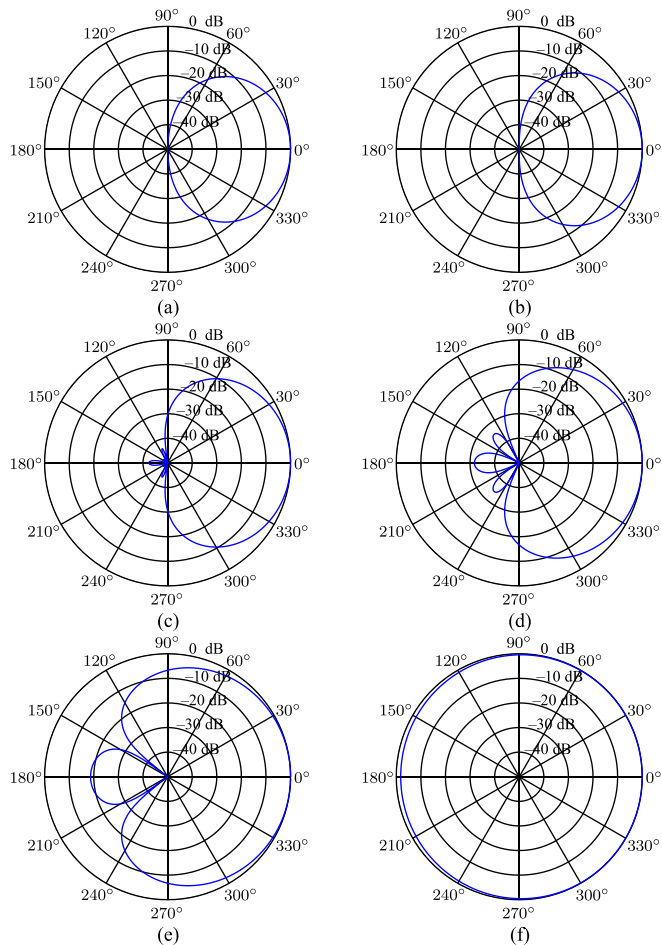 90° 0 dB
120° 60°
–10 dB
150° –20 dB 30°
–30 dB
–40 dB
180° 0°
210° 330°
240° 300°
270°
(a)
90° 0 dB
120° 60°
–10 dB
150° –20 dB 30°
–30 dB
–40 dB
180° 0°
210° 330°
240° 300°
270°
(b)
90° 0 dB
120° 60°
–10 dB
150° –20 dB 30°
–30 dB
–40 dB
180° 0°
210° 330°
240° 300°
270°
(c)
90° 0 dB
120° 60°
–10 dB
150° –20 dB 30°
–30 dB
–40 dB
180° 0°
210° 330°
240° 300°
270°
(d)
90° 0 dB
120° 60°
–10 dB
150° –20 dB 30°
–30 dB
–40 dB
180° 0°
210° 330°
240° 300°
270°
(e)
90° 0 dB
120° 60°
–10 dB
150° –20 dB 30°
–30 dB
–40 dB
180° 0°
210° 330°
240° 300°
270°
(f)